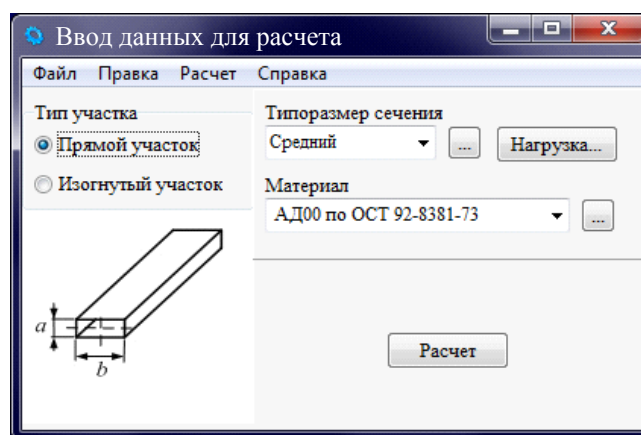 Ввод данных для расчета
Файл Правка Расчет Справка
Тип участка
Прямой участок
Изогнутый участок
Типоразмер сечения
Средний ... Нагрузка...
Материал
АД00 по ОСТ 92-8381-73 ...
a
b
Расчет